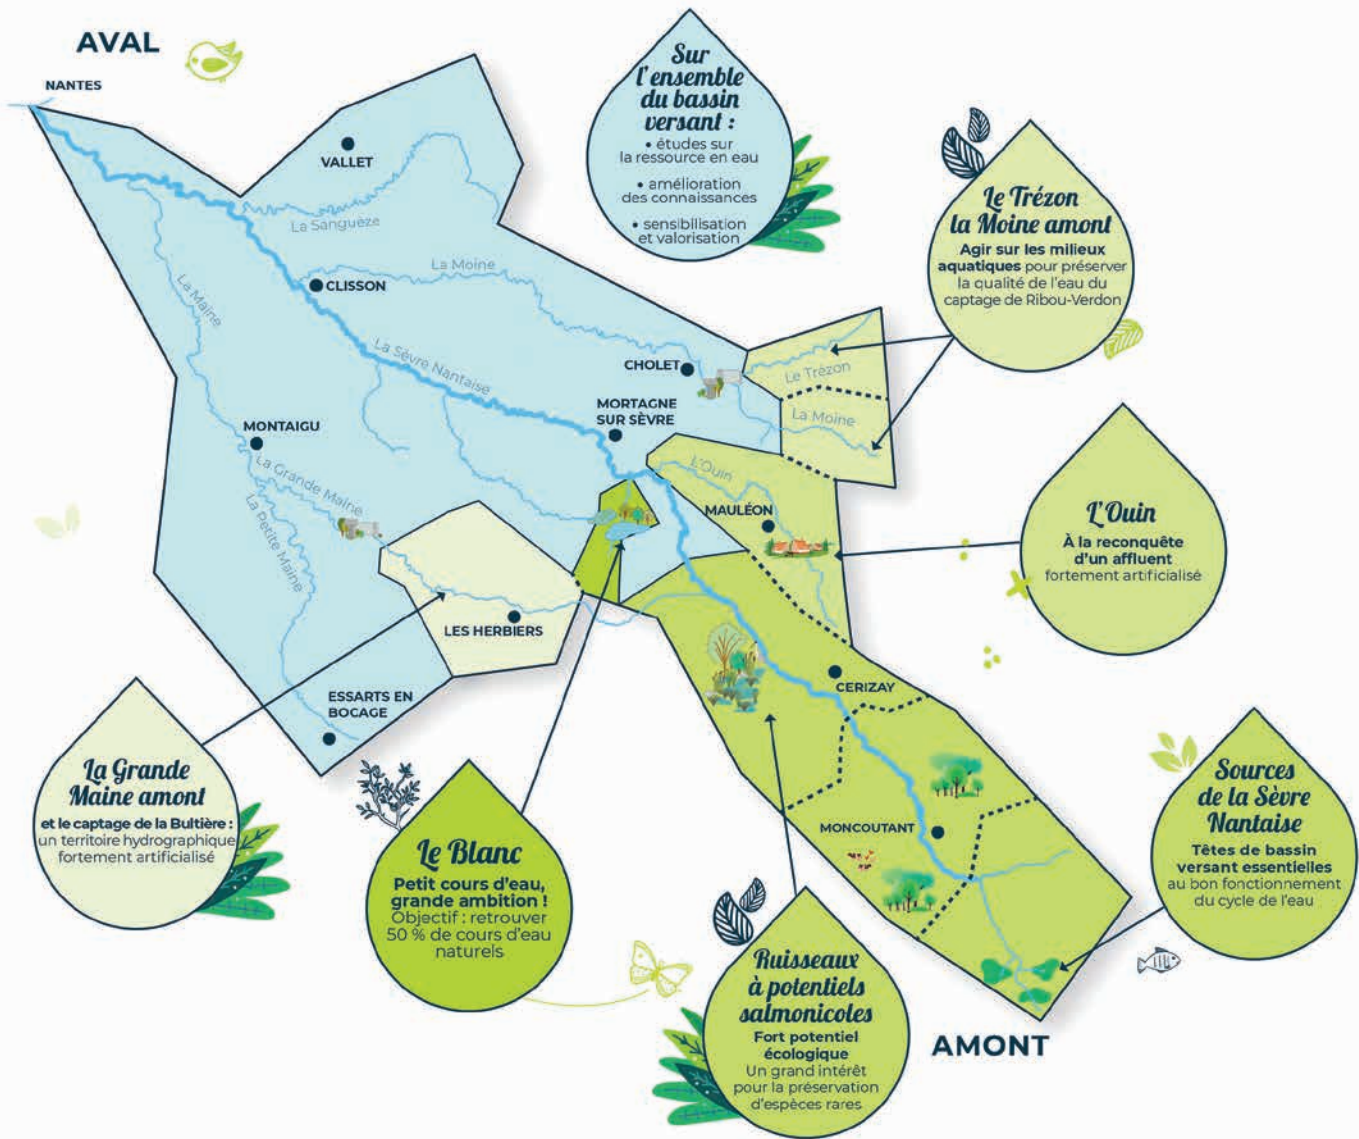 AVAL
NANTES
Sur
l'ensemble
du bassin
versant :
• études sur
la ressource en eau
• amélioration
des connaissances
• sensibilisation
et valorisation
VALLET
La Sanguèze
Le Trézon
la Moine amont
Agir sur les milieux
aquatiques pour préserver
la qualité de l'eau du
captage de Ribou-Verdon
La Moine
La Maine
CLISSON
La Sèvre Nantaise
CHOLET
Le Trézon
MORTAGNE
SUR SÈVRE
La Moine
MONTAIGU
La Grande Maine
La Petite Maine
L'Ouin
MAULÉON
L'Ouin
À la reconquête
d'un affluent
fortement artificialisé
LES HERBIERS
CERIZAY
ESSARTS EN
BOCAGE
La Grande
Maine amont
et le captage de la Bultière :
un territoire hydrographique
fortement artificialisé
Le Blanc
Petit cours d'eau,
grande ambition !
Objectif : retrouver
50 % de cours d'eau
naturels
MONCOUTANT
Sources
de la Sèvre
Nantaise
Têtes de bassin
versant essentielles
au bon fonctionnement
du cycle de l'eau
Ruisseaux
à potentiels
salmonicoles
Fort potentiel
écologique
Un grand intérêt
pour la préservation
d'espèces rares
AMONT